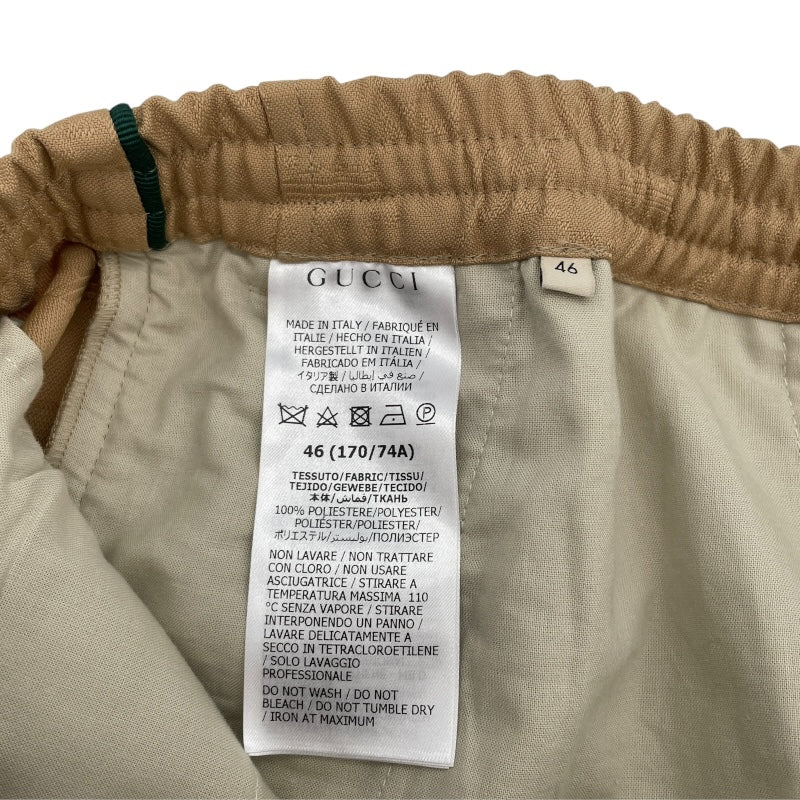 GUCCI
46
MADE IN ITALY / FABRIQUÉ EN
ITALIE / HECHO EN ITALIA /
HERGESTELLT IN ITALIEN /
FABRICADO EM ITÁLIA /
イタリア製 / صنع في إيطاليا /
СДЕЛАНО В ИТАЛИИ
P
46 (170/74A)
TESSUTO/FABRIC/TISSU/
TEJIDO/GEWEBE/TECIDO/
本体/قماش/ТКАНЬ
100% POLIESTERE/POLYESTER/
POLIÉSTER/POLIESTER/
ポリエステル/بوليستر/ПОЛИЭСТЕР
NON LAVARE / NON TRATTARE
CON CLORO / NON USARE
ASCIUGATRICE / STIRARE A
TEMPERATURA MASSIMA 110
°C SENZA VAPORE / STIRARE
INTERPONENDO UN PANNO /
LAVARE DELICATAMENTE A
SECCO IN TETRACLOROETILENE
/ SOLO LAVAGGIO
PROFESSIONALE
DO NOT WASH / DO NOT
BLEACH / DO NOT TUMBLE DRY
/ IRON AT MAXIMUM